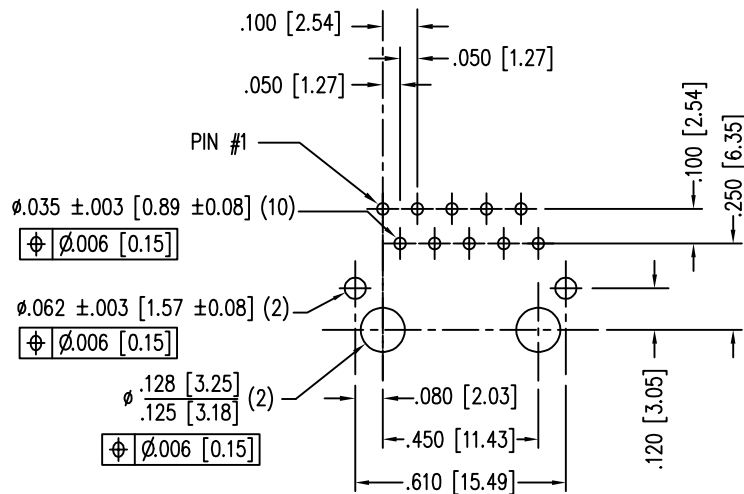 .100 [2.54]
.050 [1.27]
.050 [1.27]
PIN #1
.100 [2.54]
.250 [6.35]
⌀.035 ±.003 [0.89 ±0.08] (10)
⌖ ⌀.006 [0.15]
⌀.062 ±.003 [1.57 ±0.08] (2)
⌖ ⌀.006 [0.15]
⌀ .128 [3.25]
.125 [3.18] (2)
⌖ ⌀.006 [0.15]
.080 [2.03]
.450 [11.43]
.610 [15.49]
.120 [3.05]